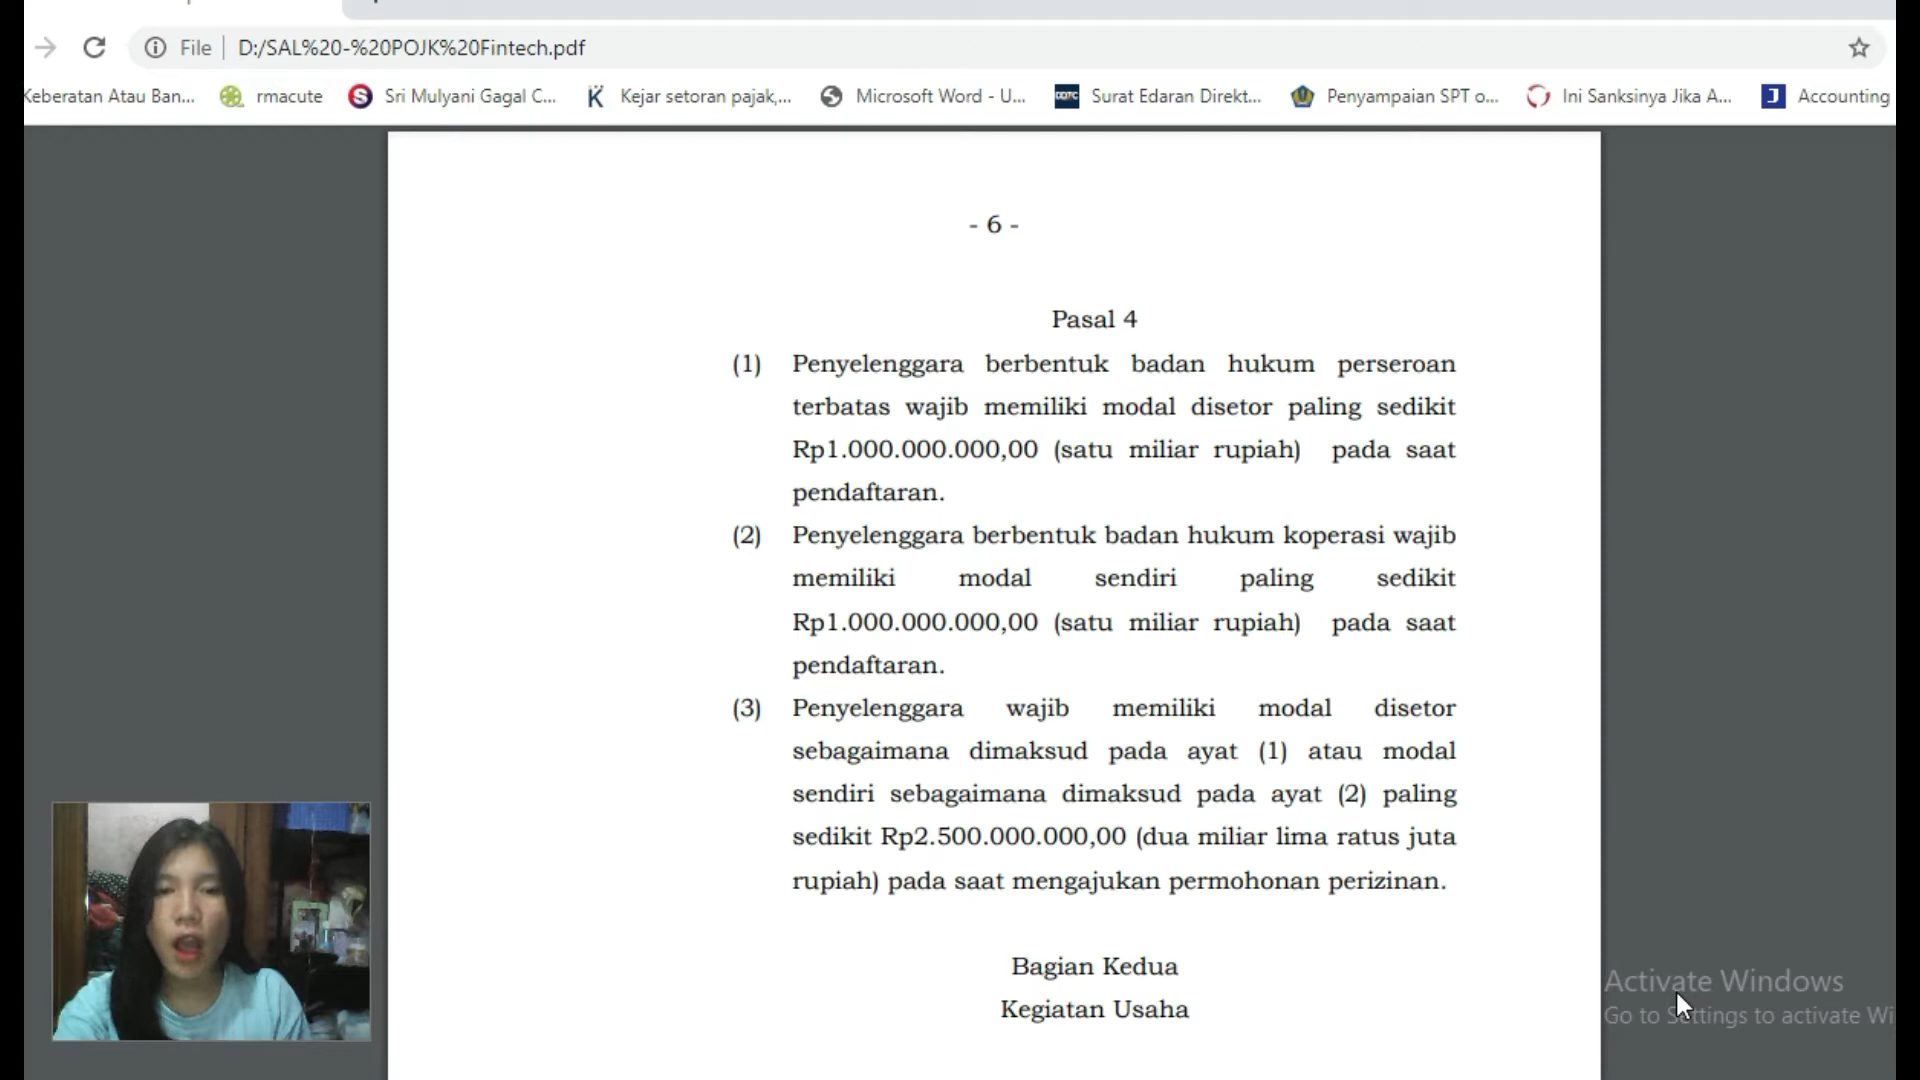 File D:/SAL%20-%20POJK%20Fintech.pdf
Keberatan Atau Ban... rmacute Sri Mulyani Gagal C... Kejar setoran pajak,... Microsoft Word - U... DDTC Surat Edaran Direkt... Penyampaian SPT o... Ini Sanksinya Jika A... Accounting
- 6 -
Pasal 4
(1) Penyelenggara berbentuk badan hukum perseroan
terbatas wajib memiliki modal disetor paling sedikit
Rp1.000.000.000,00 (satu miliar rupiah) pada saat
pendaftaran.
(2) Penyelenggara berbentuk badan hukum koperasi wajib
memiliki modal sendiri paling sedikit
Rp1.000.000.000,00 (satu miliar rupiah) pada saat
pendaftaran.
(3) Penyelenggara wajib memiliki modal disetor
sebagaimana dimaksud pada ayat (1) atau modal
sendiri sebagaimana dimaksud pada ayat (2) paling
sedikit Rp2.500.000.000,00 (dua miliar lima ratus juta
rupiah) pada saat mengajukan permohonan perizinan.
Bagian Kedua
Kegiatan Usaha
Activate Windows
Go to Settings to activate Wi